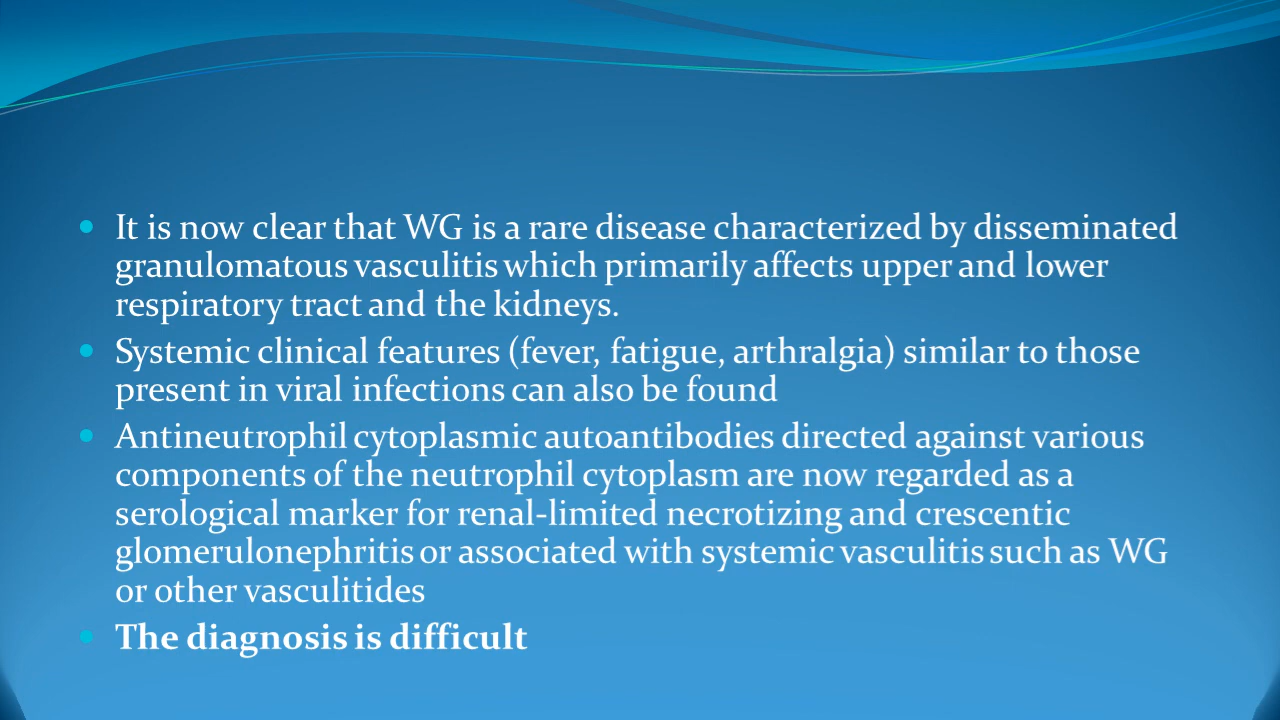 • It is now clear that WG is a rare disease characterized by disseminated
granulomatous vasculitis which primarily affects upper and lower
respiratory tract and the kidneys.
• Systemic clinical features (fever, fatigue, arthralgia) similar to those
present in viral infections can also be found
• Antineutrophil cytoplasmic autoantibodies directed against various
components of the neutrophil cytoplasm are now regarded as a
serological marker for renal-limited necrotizing and crescentic
glomerulonephritis or associated with systemic vasculitis such as WG
or other vasculitides
• The diagnosis is difficult